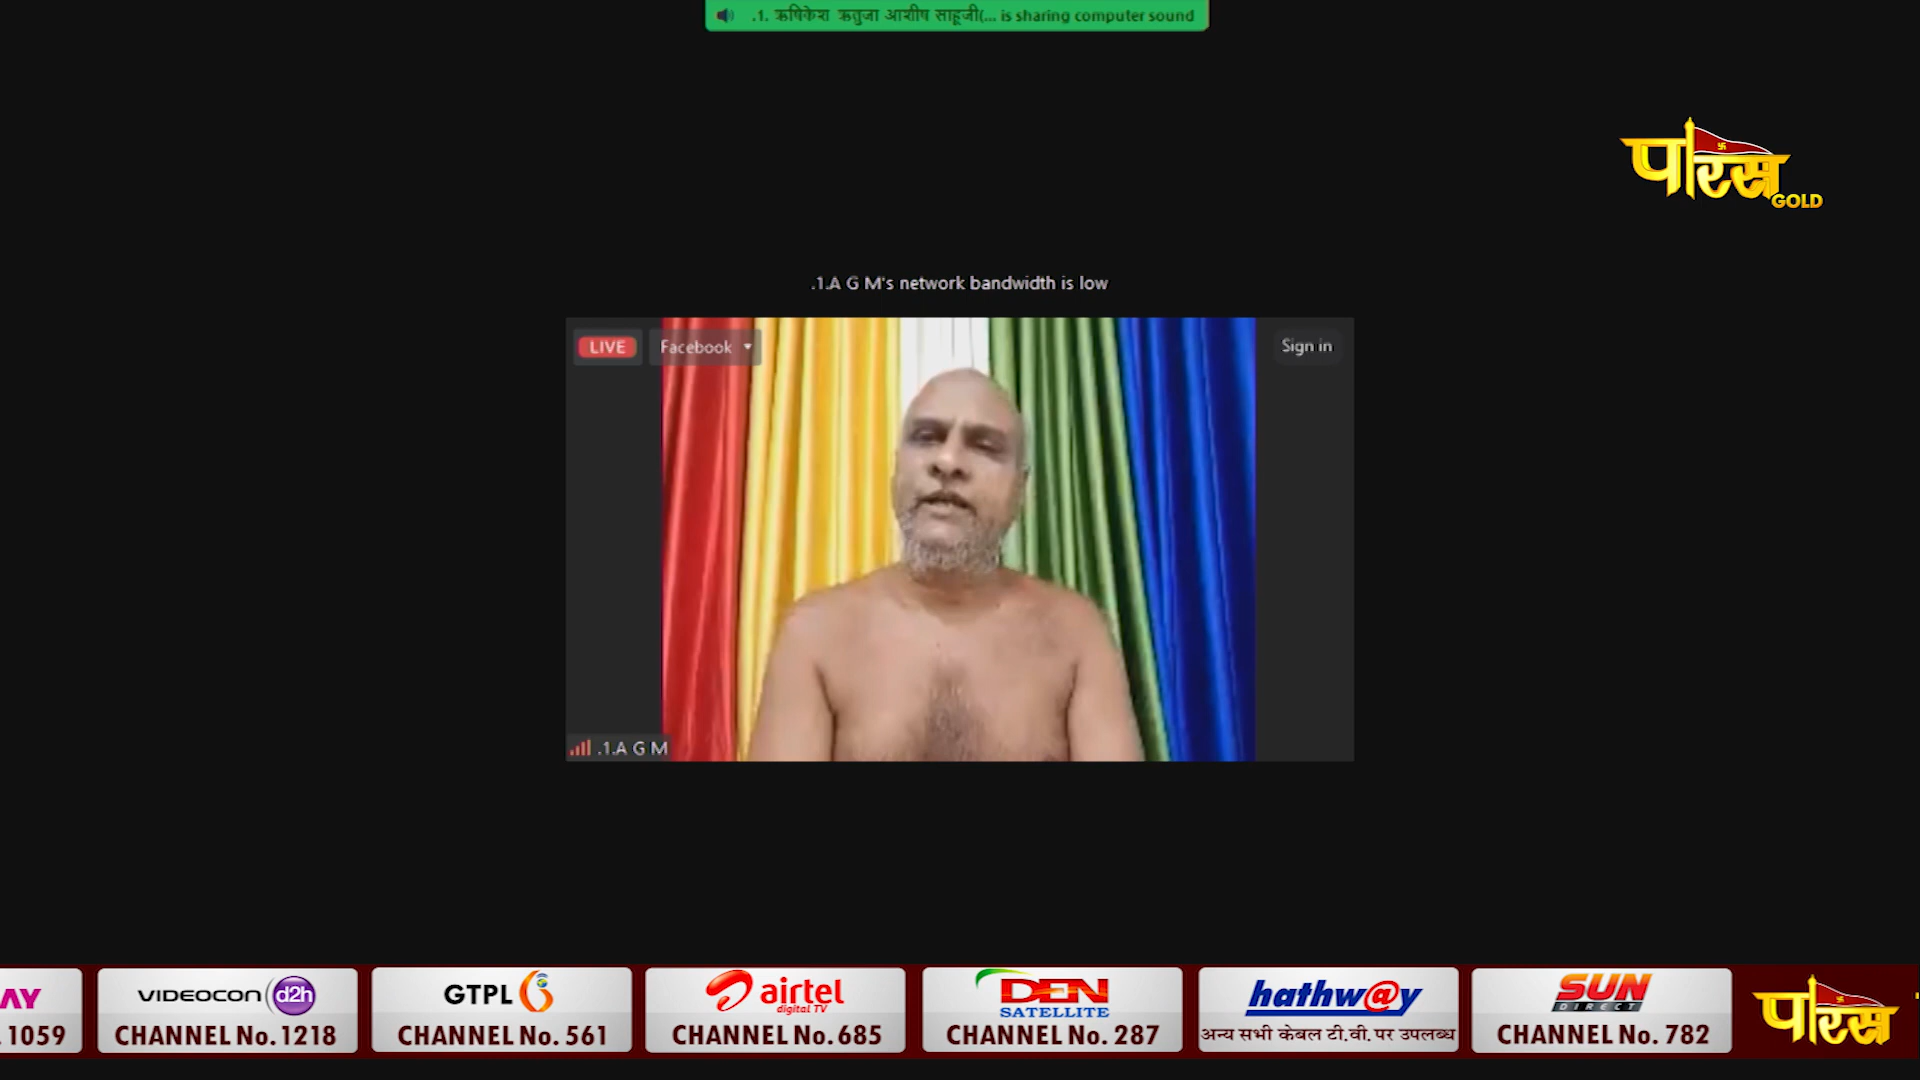 .1. ऋषिकेश ऋतुजा आशीष साहूजी(... is sharing computer sound
पारस
GOLD
.1.A G M's network bandwidth is low
LIVE Facebook Sign in
.1.A G M
AY
1059
VIDEOCON d2h
CHANNEL No. 1218
GTPL
CHANNEL No. 561
airtel
digital TV
CHANNEL No. 685
DEN
SATELLITE
CHANNEL No. 287
hathw@y
अन्य सभी केबल टी.वी. पर उपलब्ध
SUN
DIRECT
CHANNEL No. 782
पारस